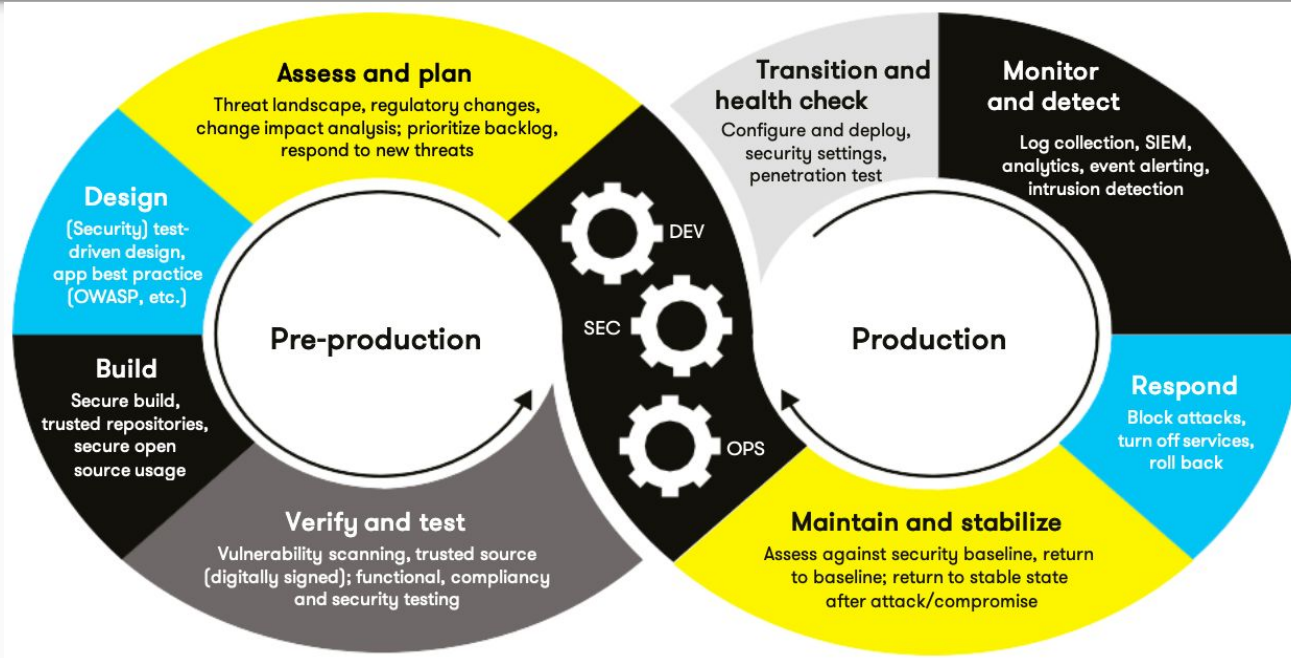 Assess and plan
Threat landscape, regulatory changes,
change impact analysis; prioritize backlog,
respond to new threats
Design
(Security) test-
driven design,
app best practice
(OWASP, etc.)
Build
Secure build,
trusted repositories,
secure open
source usage
Verify and test
Vulnerability scanning, trusted source
(digitally signed); functional, compliancy
and security testing
Pre-production
DEV
SEC
OPS
Transition and
health check
Configure and deploy,
security settings,
penetration test
Monitor
and detect
Log collection, SIEM,
analytics, event alerting,
intrusion detection
Respond
Block attacks,
turn off services,
roll back
Maintain and stabilize
Assess against security baseline, return
to baseline; return to stable state
after attack/compromise
Production